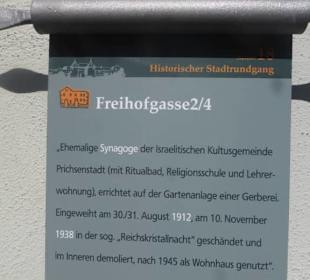 18
Historischer Stadtrundgang
Freihofgasse2/4
„Ehemalige Synagoge der Israelitischen Kultusgemeinde
Prichsenstadt (mit Ritualbad, Religionsschule und Lehrer-
wohnung), errichtet auf der Gartenanlage einer Gerberei.
Eingeweiht am 30./31. August 1912, am 10. November
1938 in der sog. „Reichskristallnacht" geschändet und
im Inneren demoliert, nach 1945 als Wohnhaus genutzt".